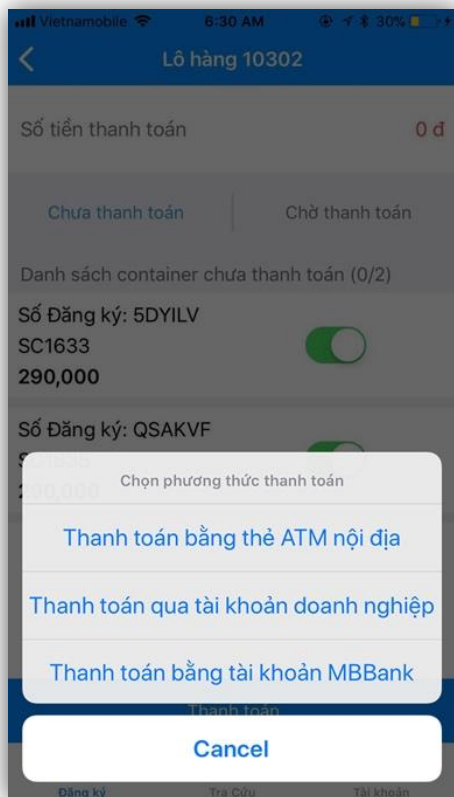 Vietnamobile 6:30 AM 30%
Lô hàng 10302
Số tiền thanh toán 0 đ
Chưa thanh toán Chờ thanh toán
Danh sách container chưa thanh toán (0/2)
Số Đăng ký: 5DYILV
SC1633
290,000
Số Đăng ký: QSAKVF
290,000
Chọn phương thức thanh toán
Thanh toán bằng thẻ ATM nội địa
Thanh toán qua tài khoản doanh nghiệp
Thanh toán bằng tài khoản MBBank
Thanh toán
Cancel
Đăng ký Tra Cứu Tài khoản